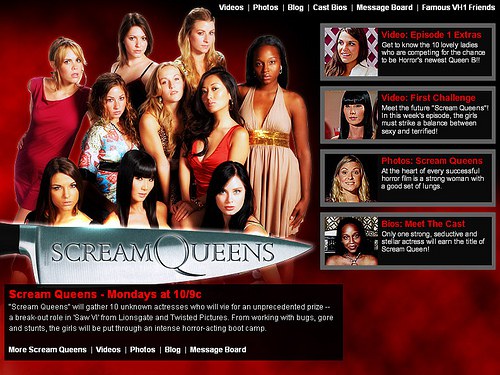 Videos | Photos | Blog | Cast Bios | Message Board | Famous VH1 Friends
Video: Episode 1 Extras
Get to know the 10 lovely ladies
who are competing for the chance
to be Horror's newest Queen B!!
Video: First Challenge
Meet the future "Scream Queens"!
In this week's episode, the girls
must strike a balance between
sexy and terrified!
Photos: Scream Queens
At the heart of every successful
horror film is a strong woman with
a good set of lungs.
Bios: Meet The Cast
Only one strong, seductive and
stellar actress will earn the title of
Scream Queen!
SCREAM QUEENS
Scream Queens - Mondays at 10/9c
"Scream Queens" will gather 10 unknown actresses who will vie for an unprecedented prize --
a break-out role in 'Saw VI' from Lionsgate and Twisted Pictures. From working with bugs, gore
and stunts, the girls will be put through an intense horror-acting boot camp.
More Scream Queens | Videos | Photos | Blog | Message Board